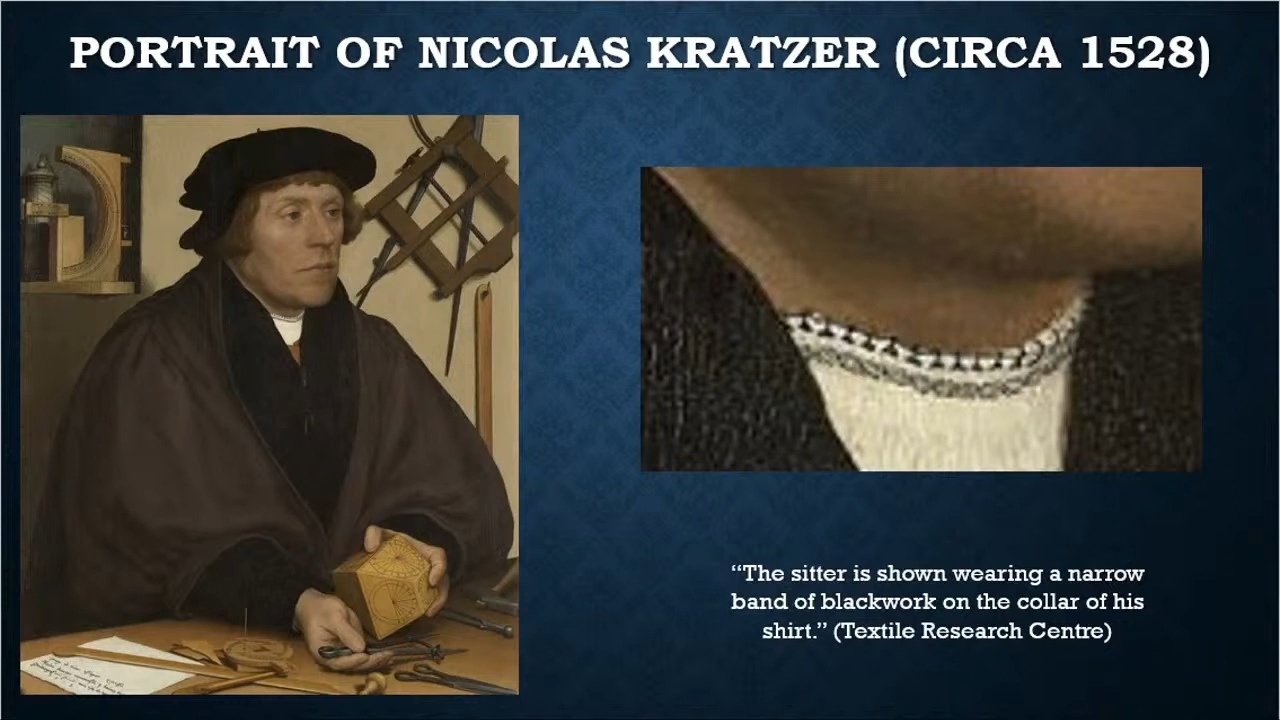 PORTRAIT OF NICOLAS KRATZER (CIRCA 1528)
“The sitter is shown wearing a narrow
band of blackwork on the collar of his
shirt.” (Textile Research Centre)